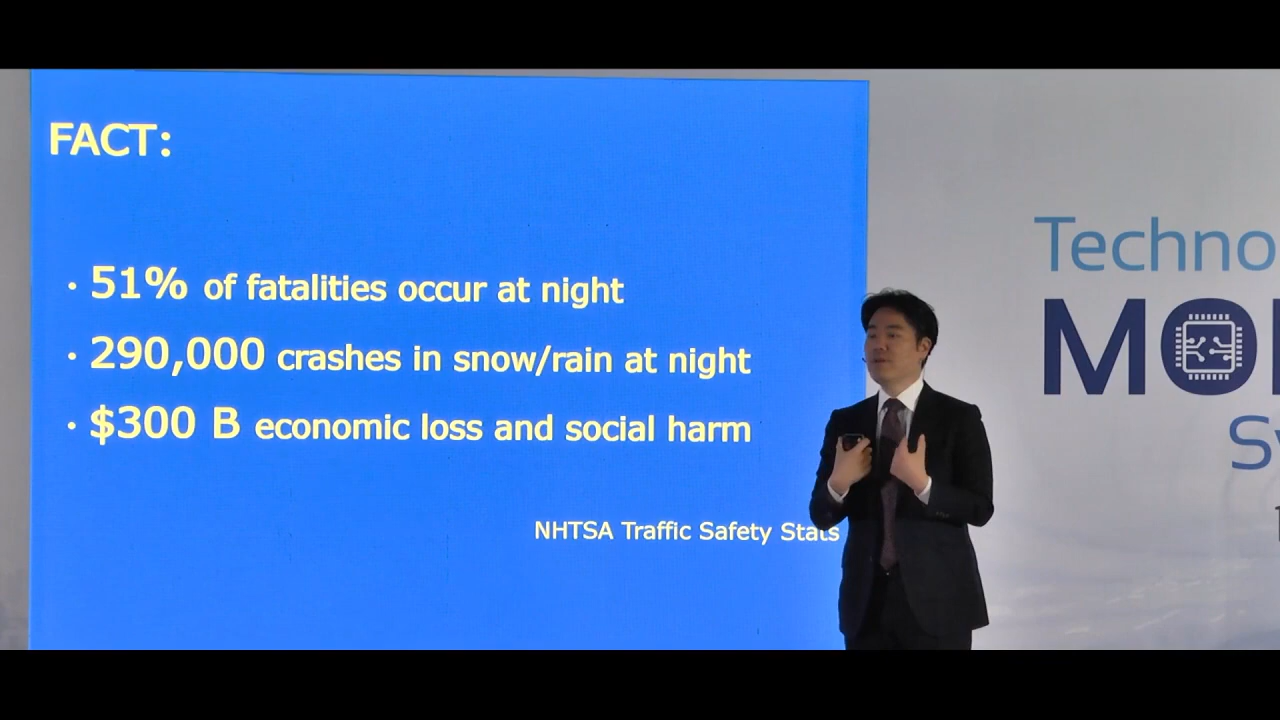 FACT:
• 51% of fatalities occur at night
• 290,000 crashes in snow/rain at night
• $300 B economic loss and social harm
NHTSA Traffic Safety Stats
Techno
MO
Sy